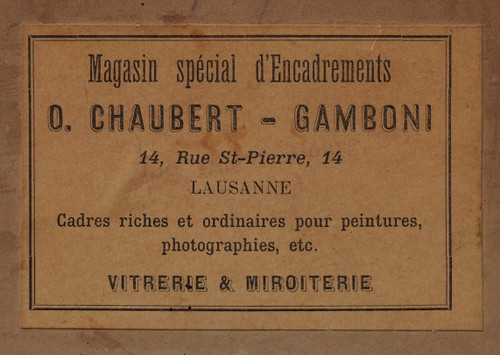 Magasin spécial d'Encadrements
O. CHAUBERT - GAMBONI
14, Rue St-Pierre, 14
LAUSANNE
Cadres riches et ordinaires pour peintures,
photographies, etc.
VITRERIE & MIROITERIE